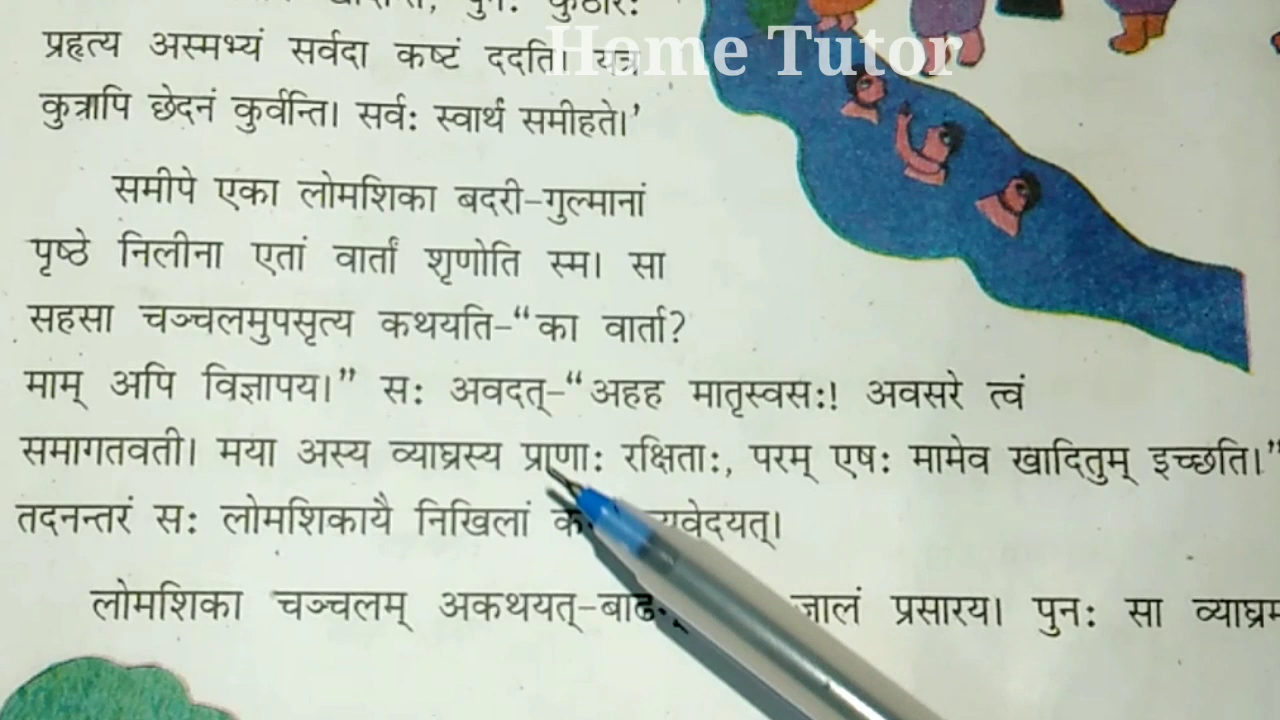 पुनः
प्रहृत्य अस्मभ्यं सर्वदा कष्टं ददति। यत्र
Home Tutor
कुत्रापि छेदनं कुर्वन्ति। सर्वः स्वार्थं समीहते।’
समीपे एका लोमशिका बदरी-गुल्मानां
पृष्ठे निलीना एतां वार्तां शृणोति स्म। सा
सहसा चञ्चलमुपसृत्य कथयति-“का वार्ता?
माम् अपि विज्ञापय।” सः अवदत्-“अहह मातृस्वसः! अवसरे त्वं
समागतवती। मया अस्य व्याघ्रस्य प्राणाः रक्षिताः, परम् एषः मामेव खादितुम् इच्छति।”
तदनन्तरं सः लोमशिकायै निखिलां
लोमशिका चञ्चलम् अकथयत्- जालं प्रसारय। पुनः सा